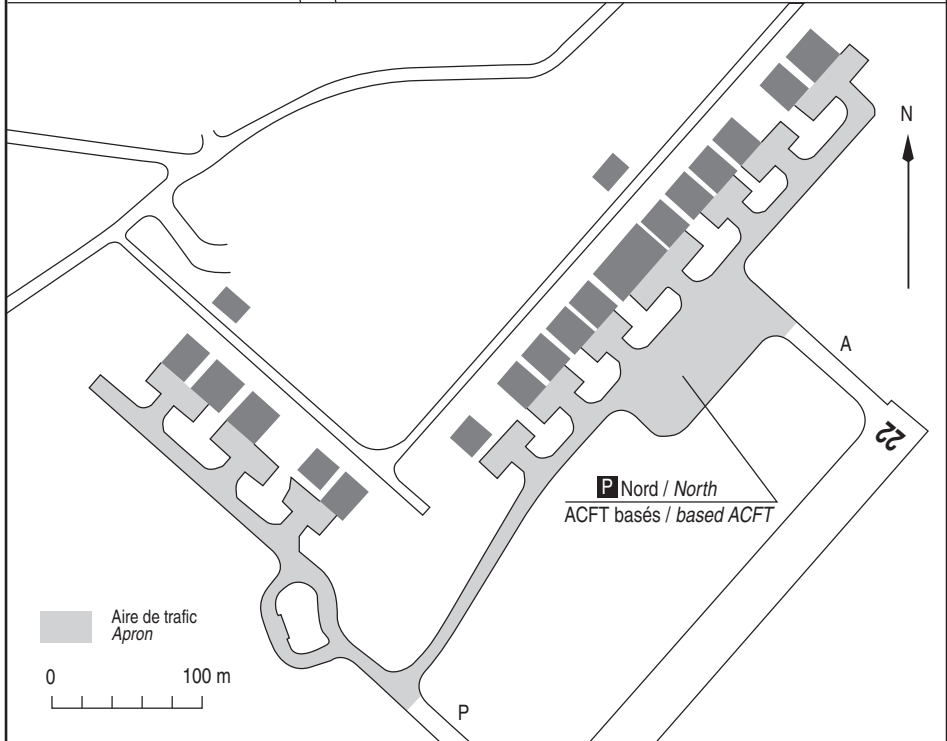 N
A
22
P Nord / North
ACFT basés / based ACFT
Aire de trafic
Apron
0 100 m
P